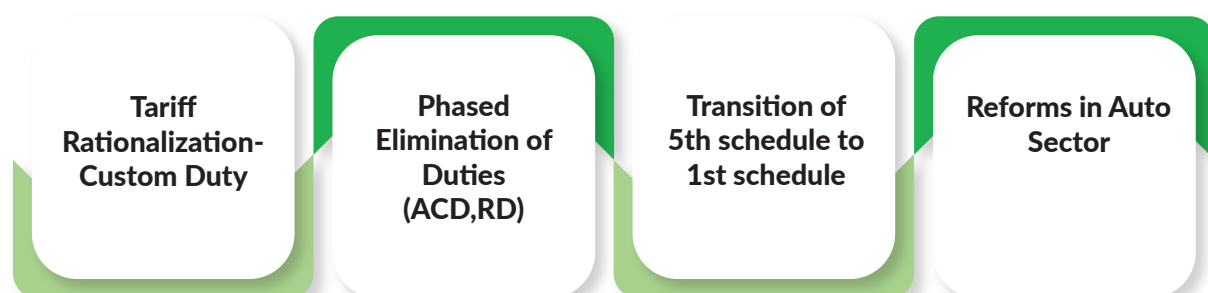 Tariff
Rationalization-
Custom Duty
Phased
Elimination of
Duties
(ACD,RD)
Transition of
5th schedule to
1st schedule
Reforms in Auto
Sector